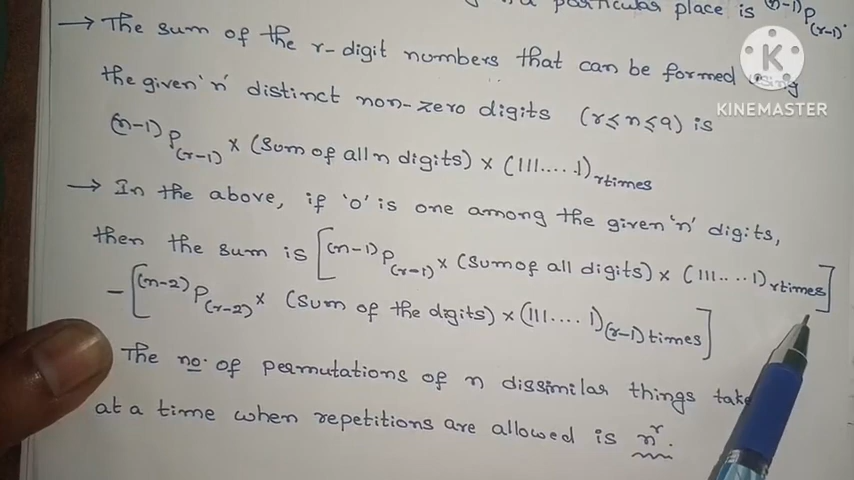 particular place is (n-1)P(r-1).
→ The sum of the r-digit numbers that can be formed using
the given 'n' distinct non-zero digits (r≤n≤9) is
(n-1)P(r-1) × (Sum of all n digits) × (111.....1) r times
→ In the above, if '0' is one among the given 'n' digits,
then the sum is [(n-1)P(r-1) × (Sum of all digits) × (111....1) r times]
- [(n-2)P(r-2) × (Sum of the digits) × (111....1) (r-1) times]
The no. of permutations of n dissimilar things take
at a time when repetitions are allowed is n^r.
K
KINEMASTER